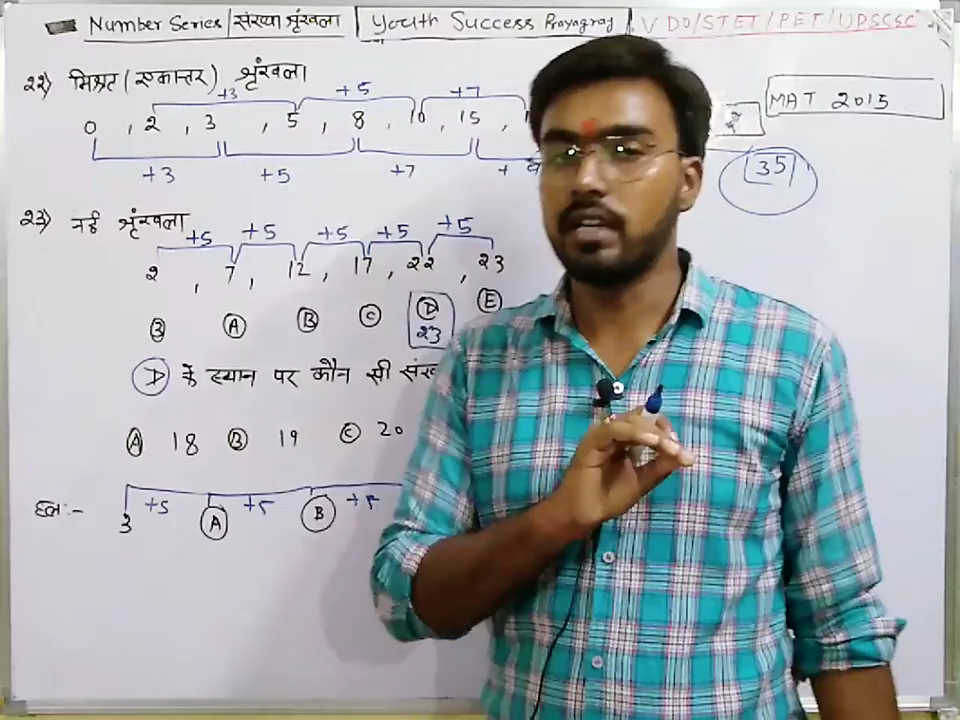 Number Series/संख्या श्रृंखला | Youth Success Prayagraj | V DO/STET/PET/UPSSSC
22) मिश्रत (एकान्तर) श्रृंखला MAT 2015
+3 +5 +7
0 , 2 , 3 , 5 , 8 , 10 , 15 ,
+3 +5 +7 + 35
23) नई श्रृंखला
+5 +5 +5 +5 +5
2 , 7 , 12 , 17 , 22 , 23
3 A B C D E
23
D के स्थान पर कौन सी
A 18 B 19 C 20
हल :- 3 +5 A +5 B +5